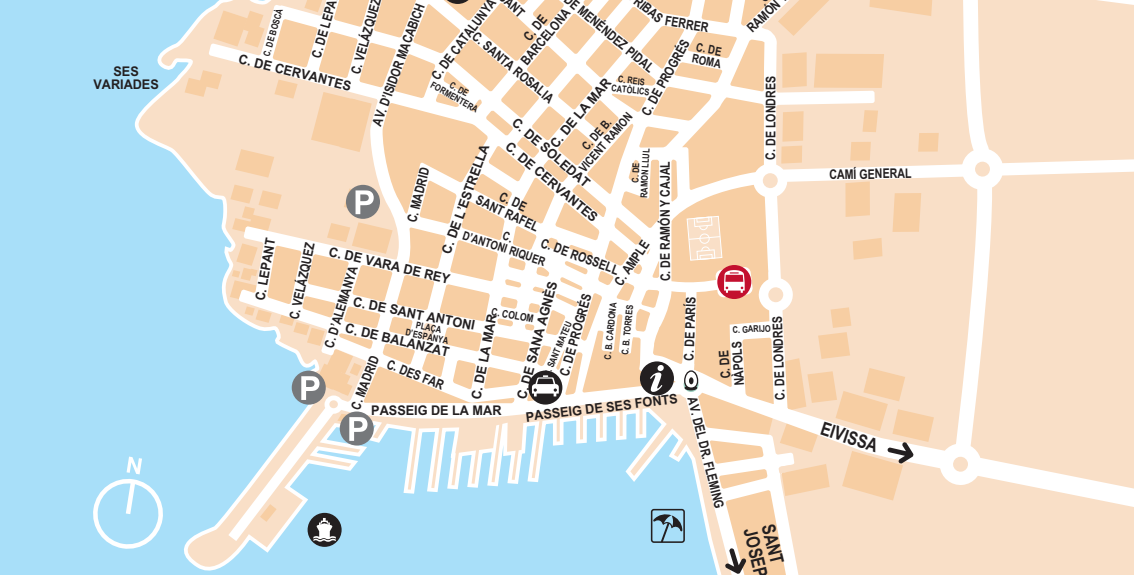 SES
VARIADES
C. DE BOSCÀ
C. DE LEPA
C. VELÁZQUEZ
AV. D'ISIDOR MACABICH
C. DE CATALUNYA
SANT
C. DE
BARCELONA
DE MENÉNDEZ PIDAL
RIBAS FERRER
RAMÓN
C. DE CERVANTES
C. SANTA ROSALIA
C. DE
FORMENTERA
C. REIS
CATÒLICS
C. DE
ROMA
C. DE PROGRÉS
C. DE LA MAR
C. DE B.
VICENT RAMON
C. DE SOLEDAT
C. DE CERVANTES
C. DE LONDRES
C. DE
RAMON LLUL
CAMÍ GENERAL
P
C. MADRID
C. DE L'ESTRELLA
C. DE
SANT RAFEL
C.
D'ANTONI RIQUER
C. DE ROSSELL
C. AMPLE
C. DE RAMÓN Y CAJAL
C. LEPANT
C. VELÁZQUEZ
C. DE VARA DE REY
C. D'ALEMANYA
C. DE SANT ANTONI
PLAÇA
D'ESPANYA
C. DE BALANZAT
C. COLOM
C. DE LA MAR
C. DE SANA AGNÈS
SANT MATEU
C. DE PROGRÉS
C. B. CARDONA
C. B. TORRES
C. DE PARÍS
C. GARIJO
C. DE
NÀPOLS
C. DE LONDRES
C. MADRID
C. DES FAR
P
P
i
PASSEIG DE LA MAR
PASSEIG DE SES FONTS
AV. DEL DR. FLEMING
EIVISSA
N
SANT
JOSEP